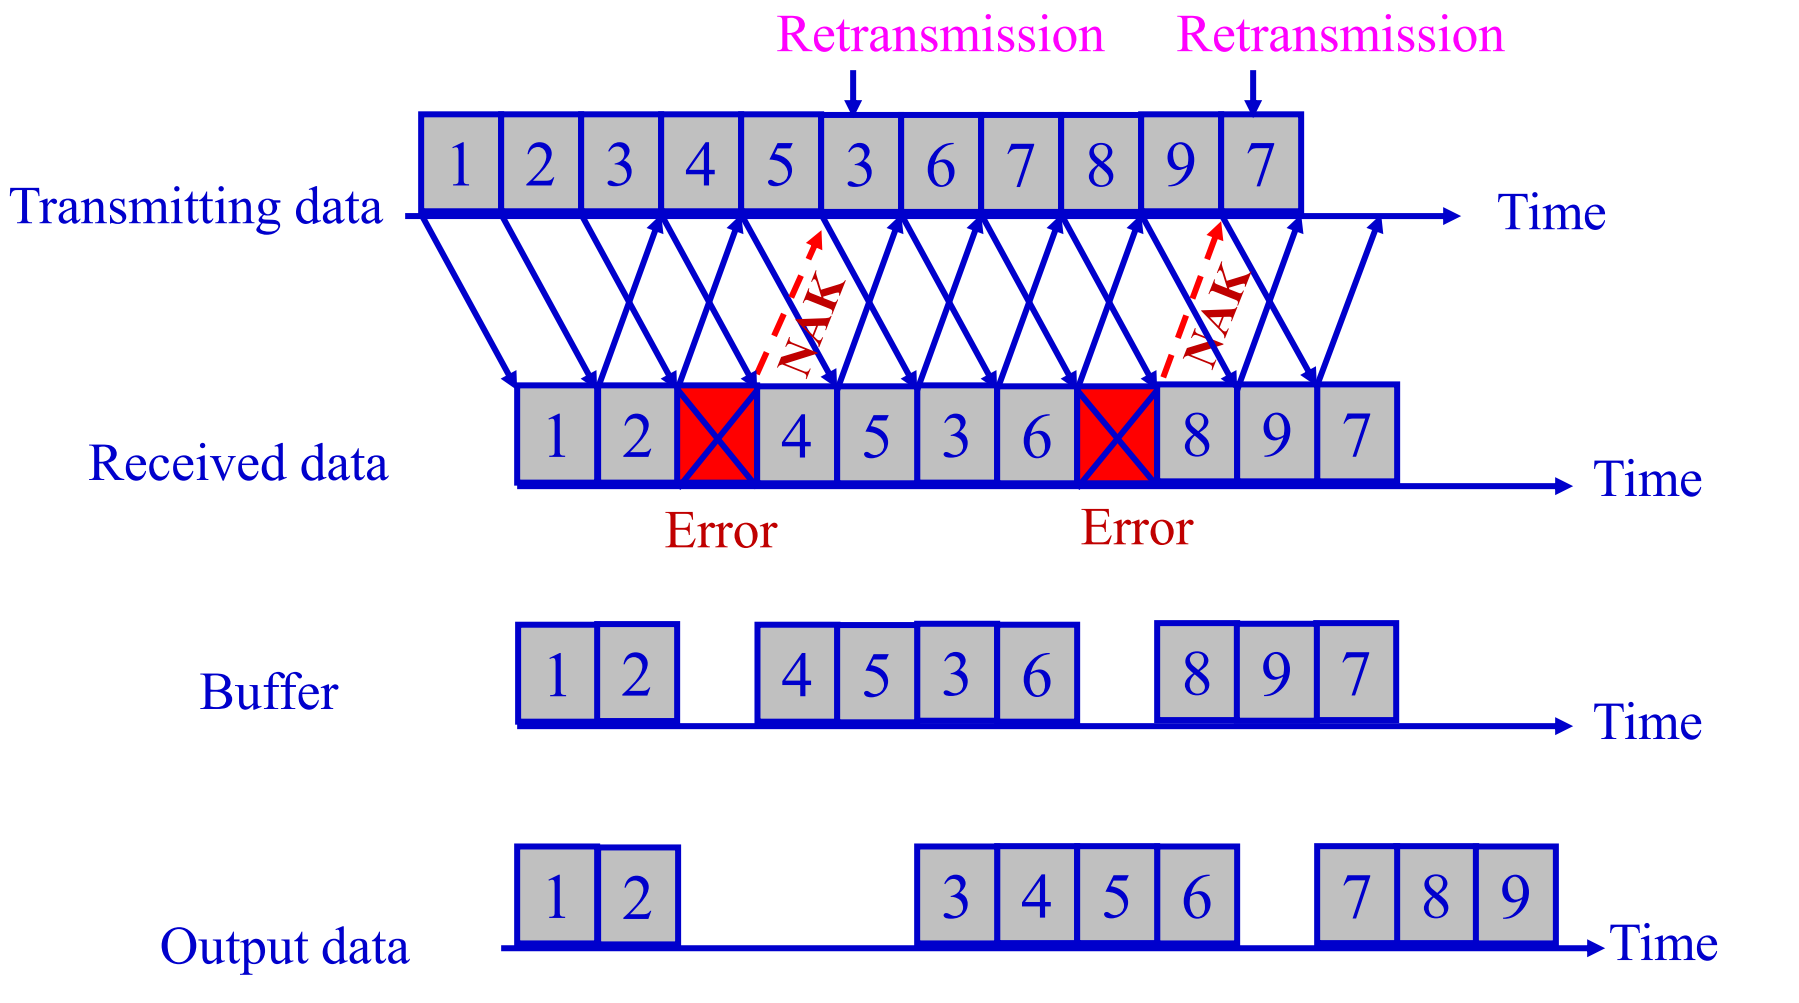 Retransmission Retransmission
1 2 3 4 5 3 6 7 8 9 7
Transmitting data Time
NAK NAK
1 2 4 5 3 6 8 9 7
Received data Time
Error Error
1 2 4 5 3 6 8 9 7
Buffer Time
1 2 3 4 5 6 7 8 9
Output data Time